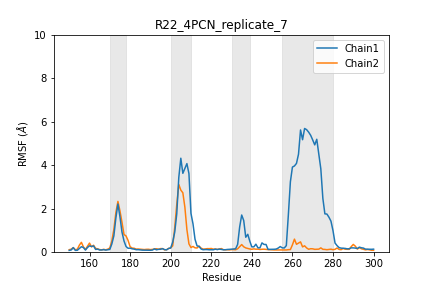 R22_4PCN_replicate_7
10
8
6
4
2
0
RMSF (Å)
160 180 200 220 240 260 280 300
Residue
Chain1
Chain2